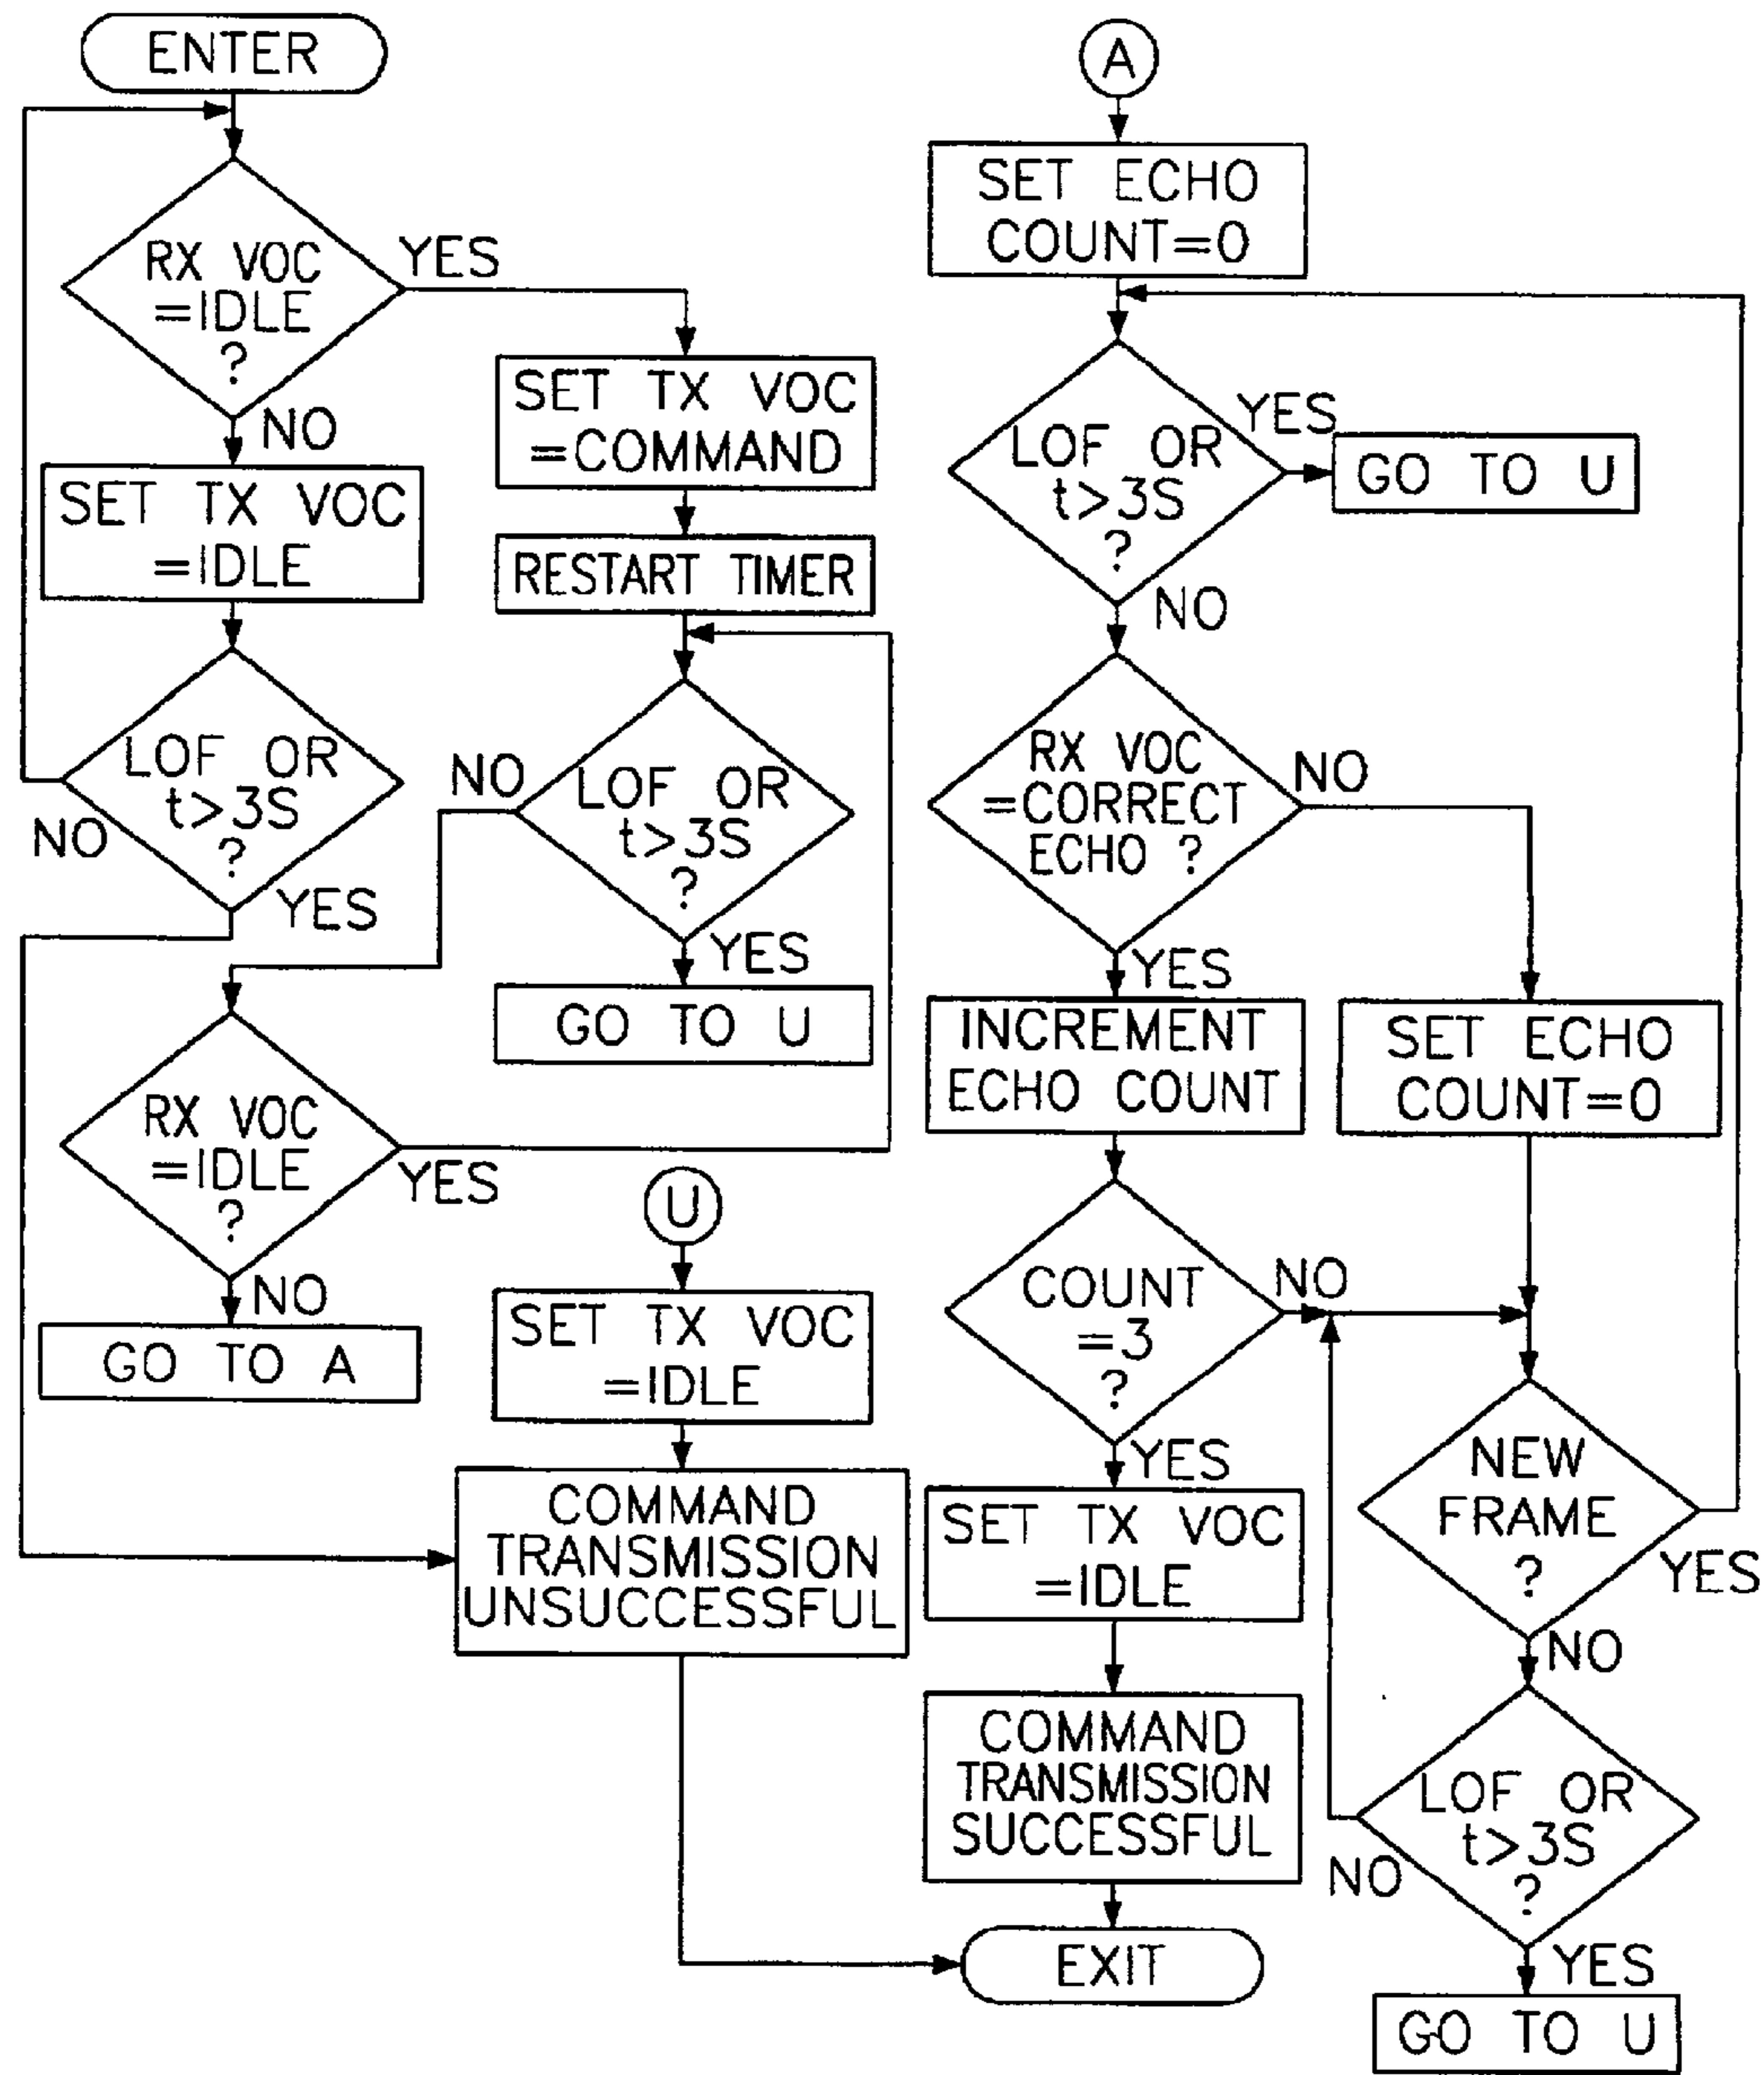 ENTER
RX VOC
=IDLE
?
YES
NO
SET TX VOC
=IDLE
LOF OR
t>3S
?
NO
YES
SET TX VOC
=COMMAND
RESTART TIMER
LOF OR
t>3S
?
NO
YES
GO TO U
RX VOC
=IDLE
?
YES
NO
GO TO A
U
SET TX VOC
=IDLE
COMMAND
TRANSMISSION
UNSUCCESSFUL
A
SET ECHO
COUNT=0
LOF OR
t>3S
?
YES
GO TO U
NO
RX VOC
=CORRECT
ECHO ?
NO
YES
INCREMENT
ECHO COUNT
SET ECHO
COUNT=0
COUNT
=3
?
NO
YES
SET TX VOC
=IDLE
COMMAND
TRANSMISSION
SUCCESSFUL
EXIT
NEW
FRAME
?
YES
NO
LOF OR
t>3S
?
NO
YES
GO TO U